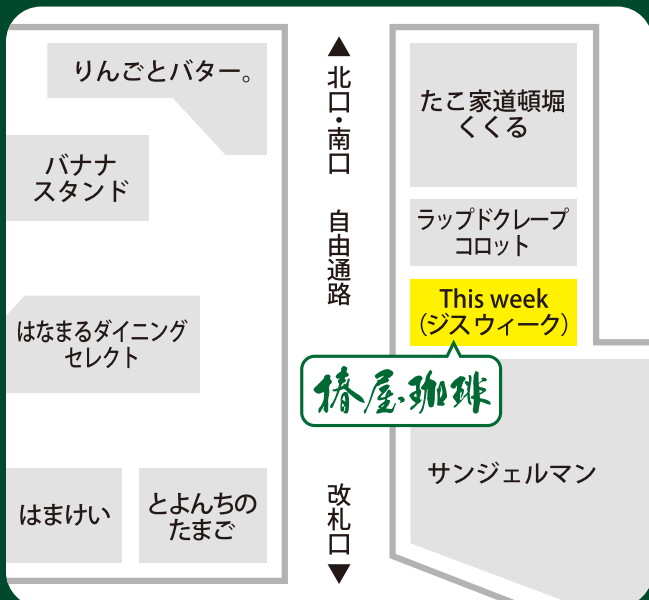 りんごとバター。
バナナ
スタンド
はなまるダイニング
セレクト
はまけい
とよんちの
たまご
▲北口・南口
自由通路
改札口▼
たこ家道頓堀
くくる
ラップドクレープ
コロット
This week
(ジスウィーク)
椿屋珈琲
サンジェルマン